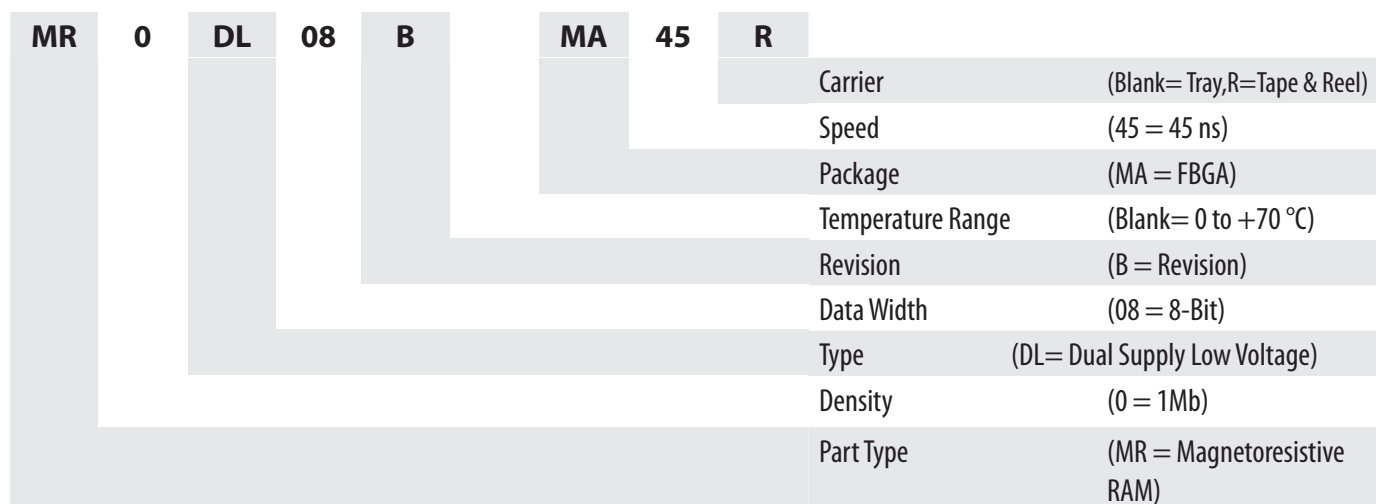 MR 0 DL 08 B MA 45 R
Carrier (Blank= Tray,R=Tape & Reel)
Speed (45 = 45 ns)
Package (MA = FBGA)
Temperature Range (Blank= 0 to +70 °C)
Revision (B = Revision)
Data Width (08 = 8-Bit)
Type (DL= Dual Supply Low Voltage)
Density (0 = 1Mb)
Part Type (MR = Magnetoresistive
RAM)